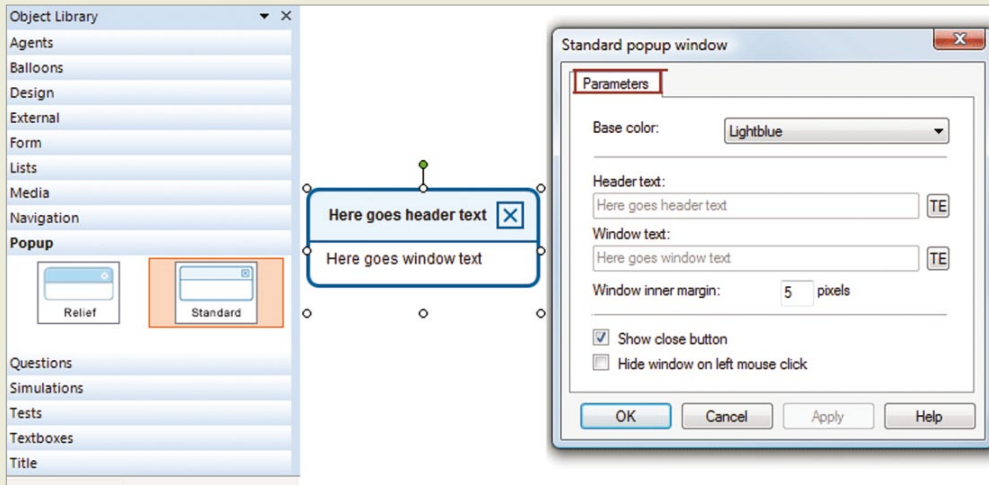 Object Library
Agents
Balloons
Design
External
Form
Lists
Media
Navigation
Popup
Relief
Standard
Questions
Simulations
Tests
Textboxes
Title
Here goes header text
Here goes window text
Standard popup window
Parameters
Base color: Lightblue
Header text:
Here goes header text TE
Window text:
Here goes window text TE
Window inner margin: 5 pixels
Show close button
Hide window on left mouse click
OK Cancel Apply Help